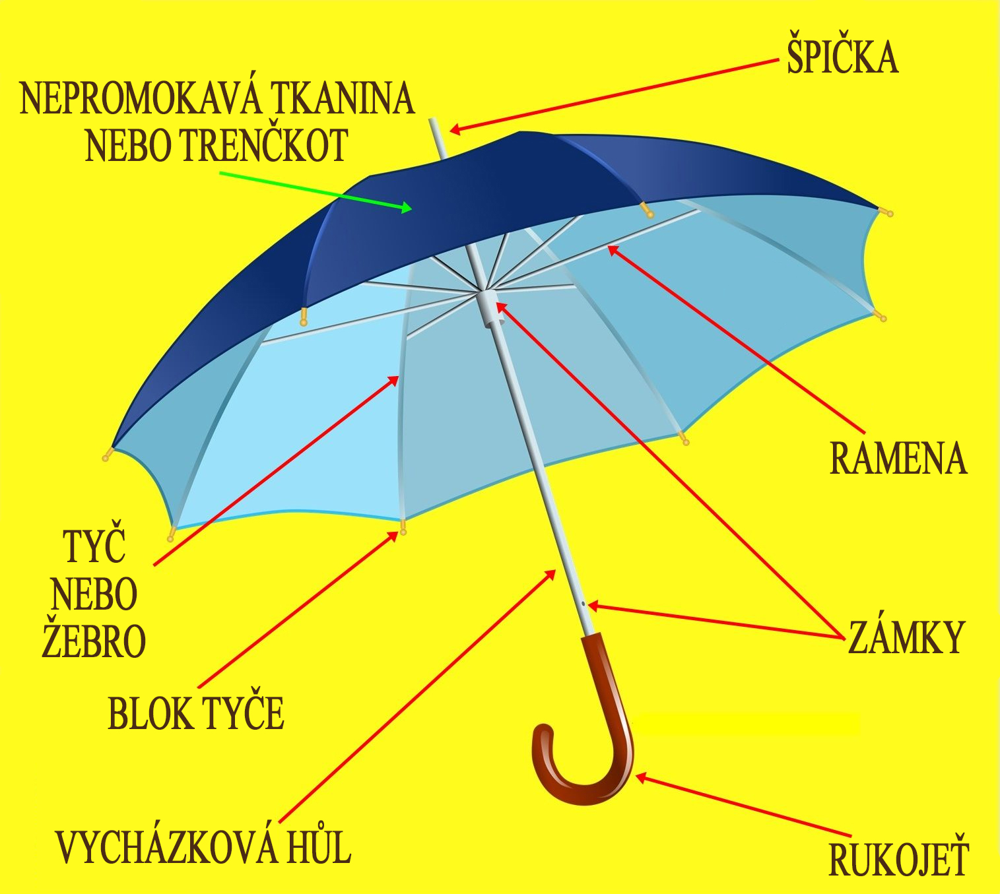 ŠPIČKA
NEPROMOKAVÁ TKANINA
NEBO TRENČKOT
RAMENA
TYČ
NEBO
ŽEBRO
ZÁMKY
BLOK TYČE
VYCHÁZKOVÁ HŮL
RUKOJEŤ